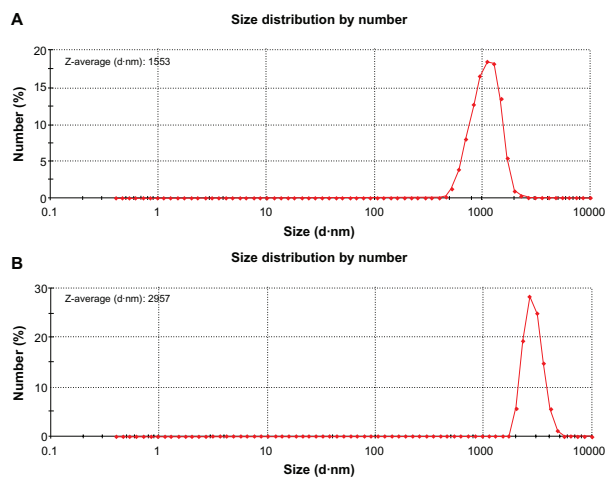 A
Size distribution by number
Z-average (d·nm): 1553
Number (%)
20
15
10
5
0
0.1 1 10 100 1000 10000
Size (d·nm)
B
Size distribution by number
Z-average (d·nm): 2957
Number (%)
30
20
10
0
0.1 1 10 100 1000 10000
Size (d·nm)